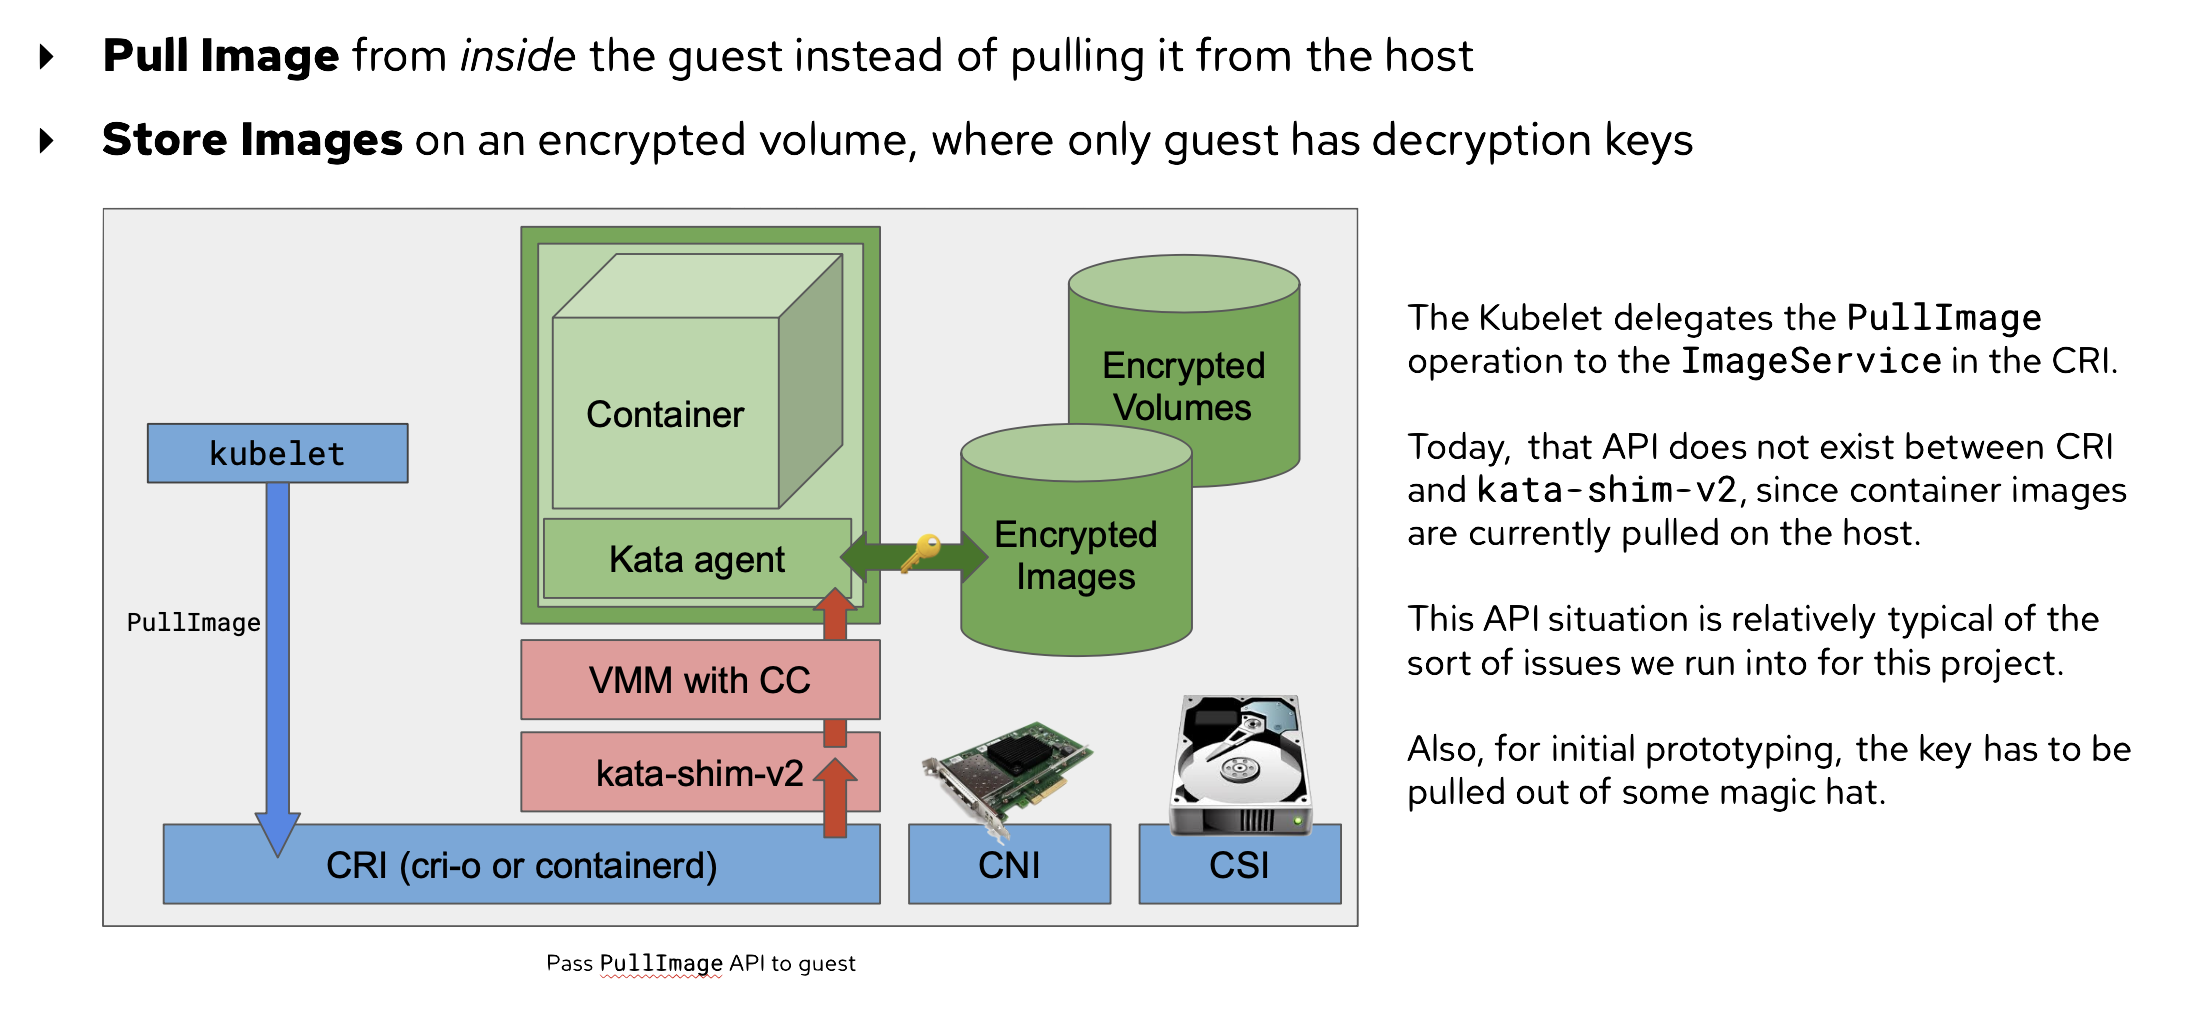 Pull Image from inside the guest instead of pulling it from the host
Store Images on an encrypted volume, where only guest has decryption keys
Container
Encrypted
Volumes
kubelet
Encrypted
Images
Kata agent
PullImage
VMM with CC
kata-shim-v2
CRI (cri-o or containerd)
CNI
CSI
Pass PullImage API to guest
The Kubelet delegates the PullImage
operation to the ImageService in the CRI.
Today, that API does not exist between CRI
and kata-shim-v2, since container images
are currently pulled on the host.
This API situation is relatively typical of the
sort of issues we run into for this project.
Also, for initial prototyping, the key has to be
pulled out of some magic hat.